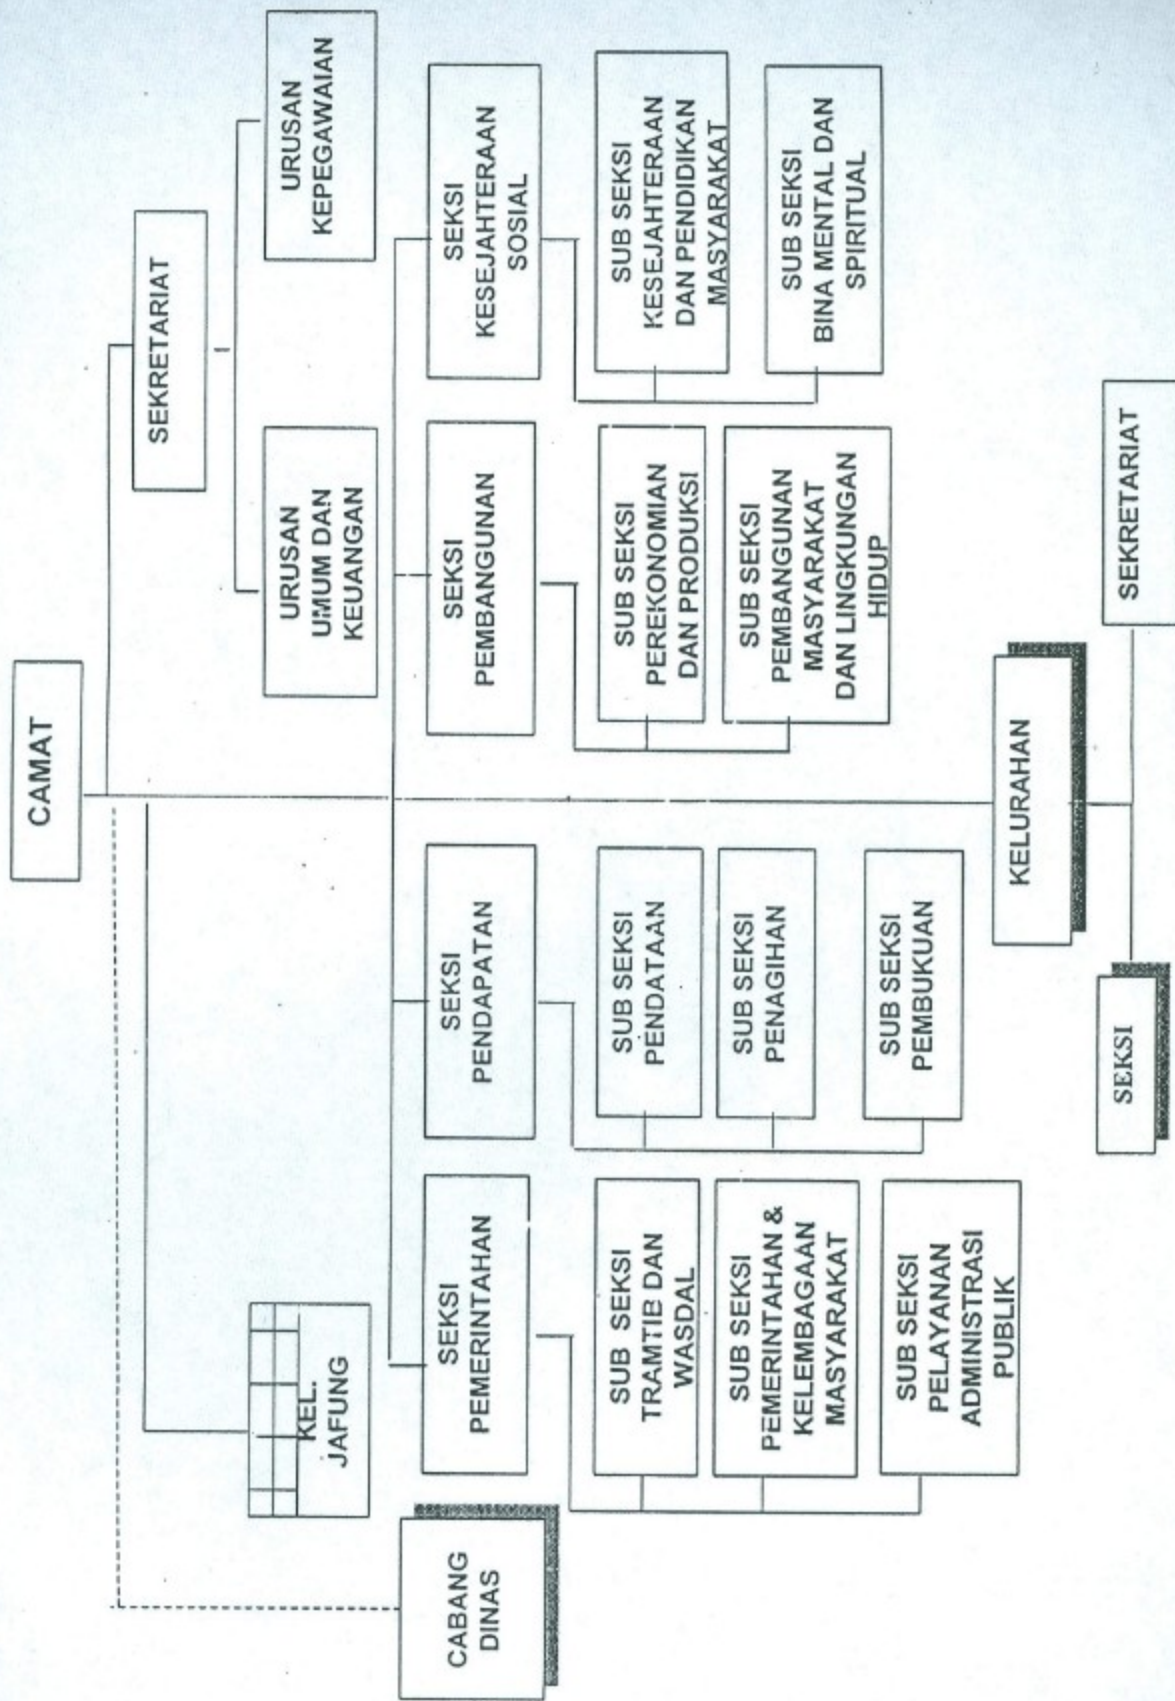 CAMAT
SEKRETARIAT
URUSAN
UMUM DAN
KEUANGAN
URUSAN
KEPEGAWAIAN
KEL.
JAFUNG
CABANG
DINAS
SEKSI
PEMERINTAHAN
SEKSI
PENDAPATAN
SEKSI
PEMBANGUNAN
SEKSI
KESEJAHTERAAN
SOSIAL
SUB SEKSI
TRAMTIB DAN
WASDAL
SUB SEKSI
PEMERINTAHAN &
KELEMBAGAAN
MASYARAKAT
SUB SEKSI
PELAYANAN
ADMINISTRASI
PUBLIK
SUB SEKSI
PENDATAAN
SUB SEKSI
PENAGIHAN
SUB SEKSI
PEMBUKUAN
SUB SEKSI
PEREKONOMIAN
DAN PRODUKSI
SUB SEKSI
PEMBANGUNAN
MASYARAKAT
DAN LINGKUNGAN
HIDUP
SUB SEKSI
KESEJAHTERAAN
DAN PENDIDIKAN
MASYARAKAT
SUB SEKSI
BINA MENTAL DAN
SPIRITUAL
KELURAHAN
SEKSI
SEKRETARIAT